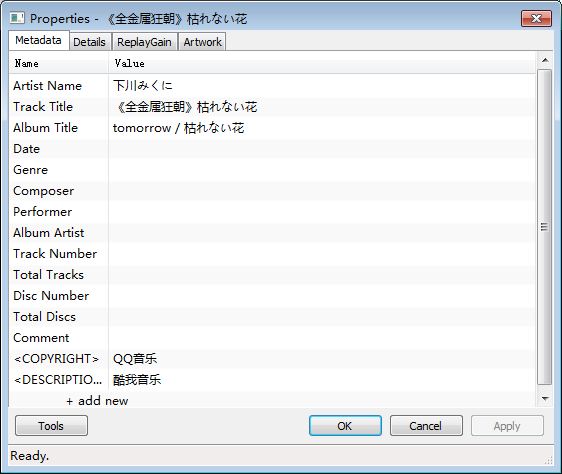 Properties - 《全金属狂朝》枯れない花
Metadata Details ReplayGain Artwork
Name Value
Artist Name 下川みくに
Track Title 《全金属狂朝》枯れない花
Album Title tomorrow / 枯れない花
Date
Genre
Composer
Performer
Album Artist
Track Number
Total Tracks
Disc Number
Total Discs
Comment
<COPYRIGHT> QQ音乐
<DESCRIPTIO... 酷我音乐
+ add new
Tools OK Cancel Apply
Ready.